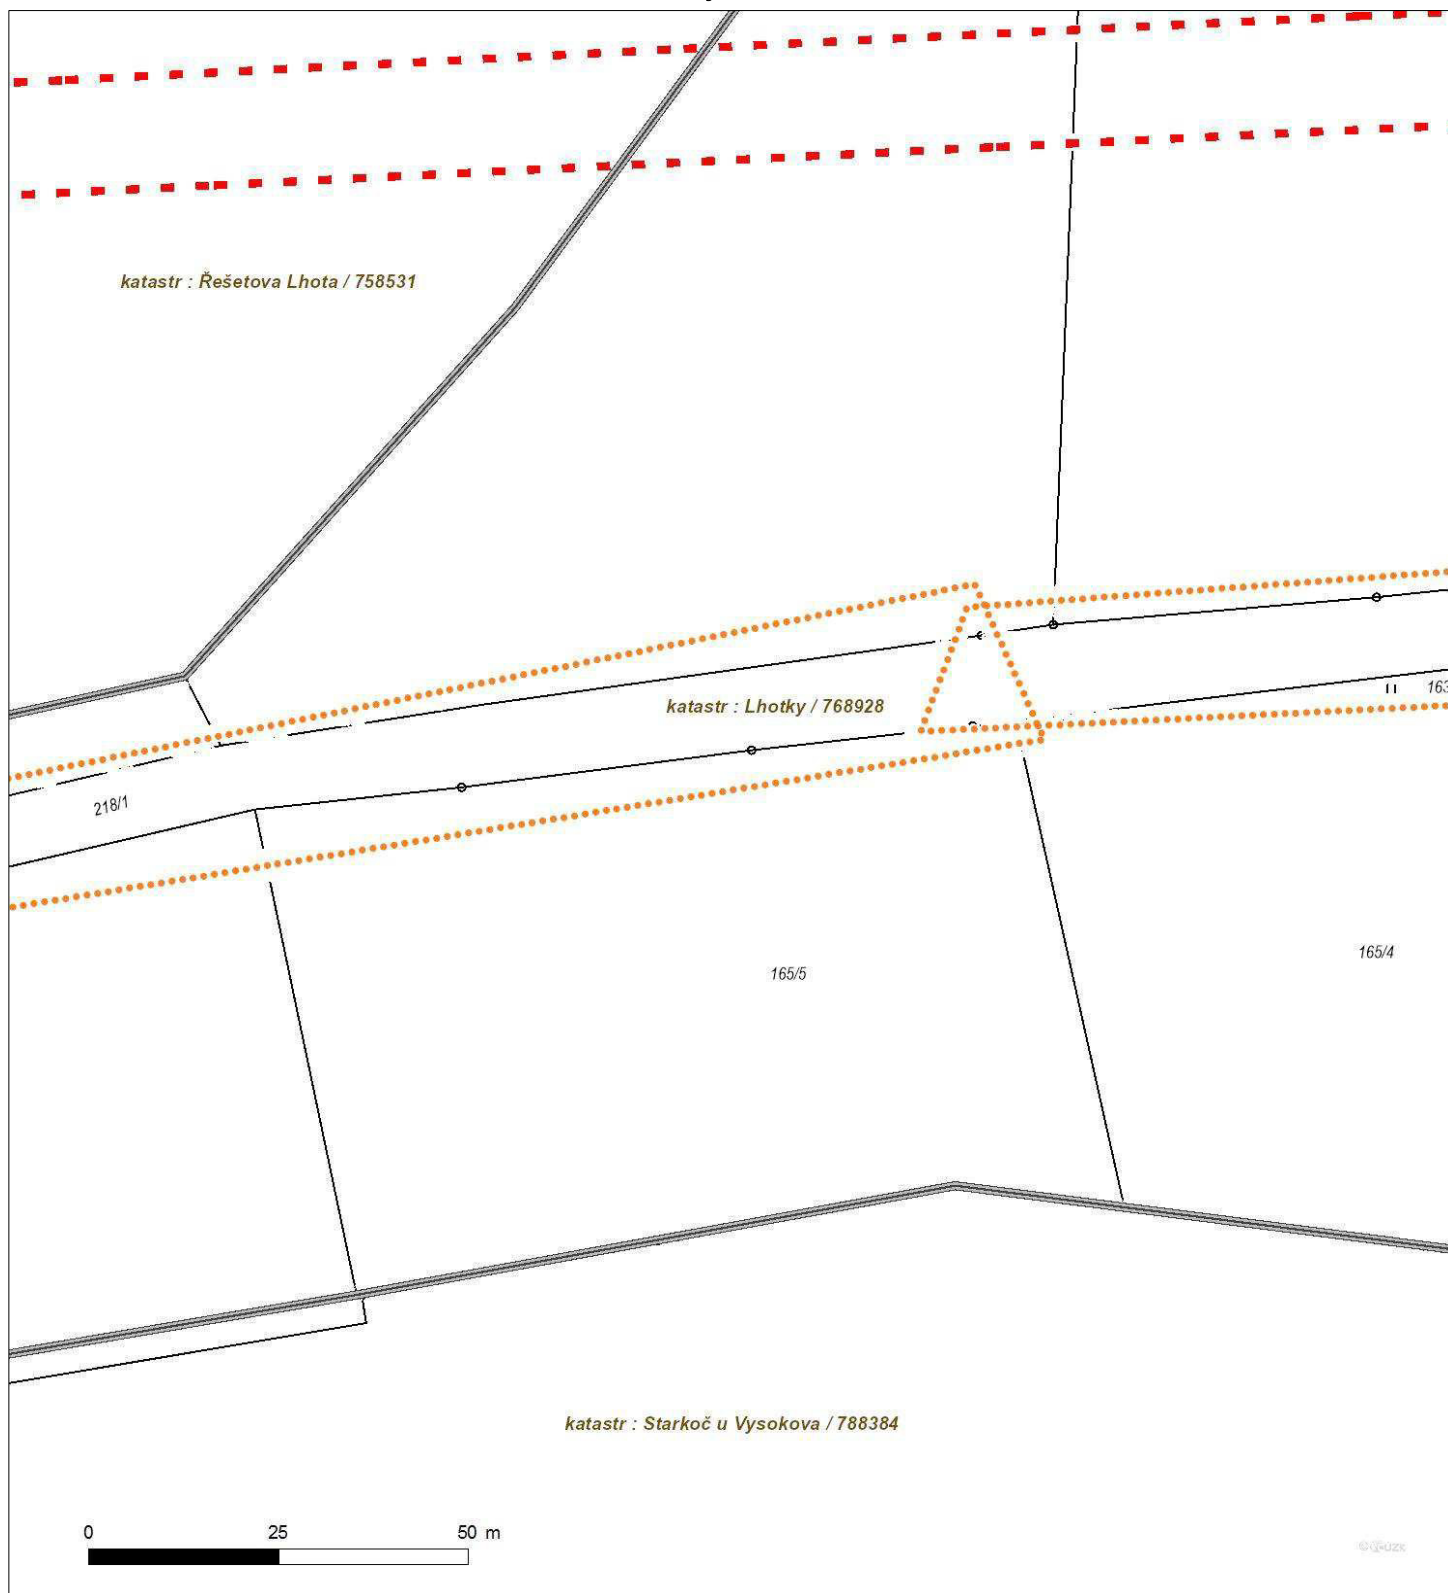 katastr : Řešetova Lhota / 758531
katastr : Lhotky / 768928
163
218/1
165/4
165/5
katastr : Starkoč u Vysokova / 788384
0 25 50 m